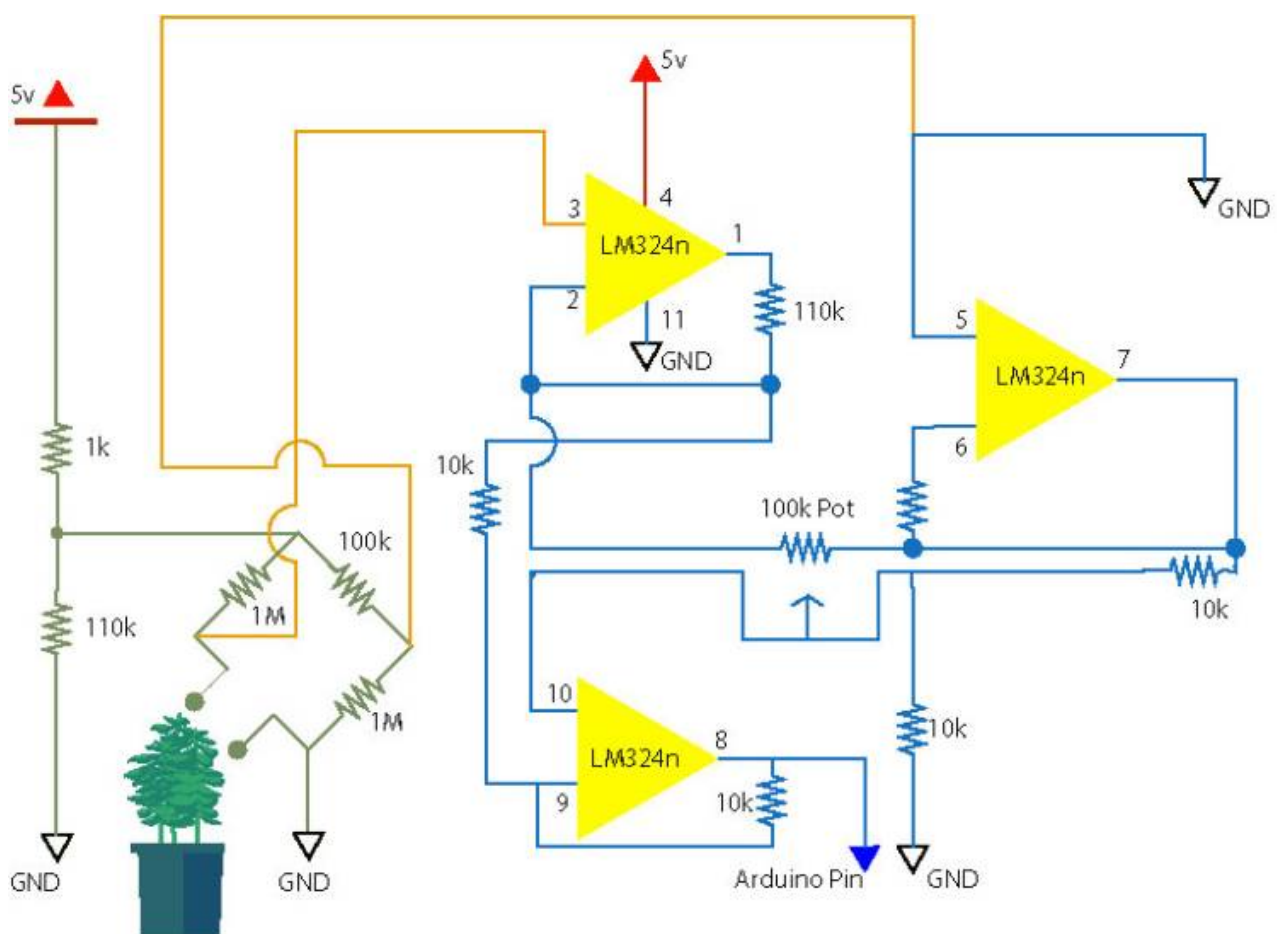 5v
5v
3
4
LM324n
1
GND
2
11
GND
110k
5
LM324n
7
6
1k
10k
100k Pot
100k
1M
10k
110k
10
1M
LM324n
8
10k
9
10k
GND
GND
Arduino Pin
GND